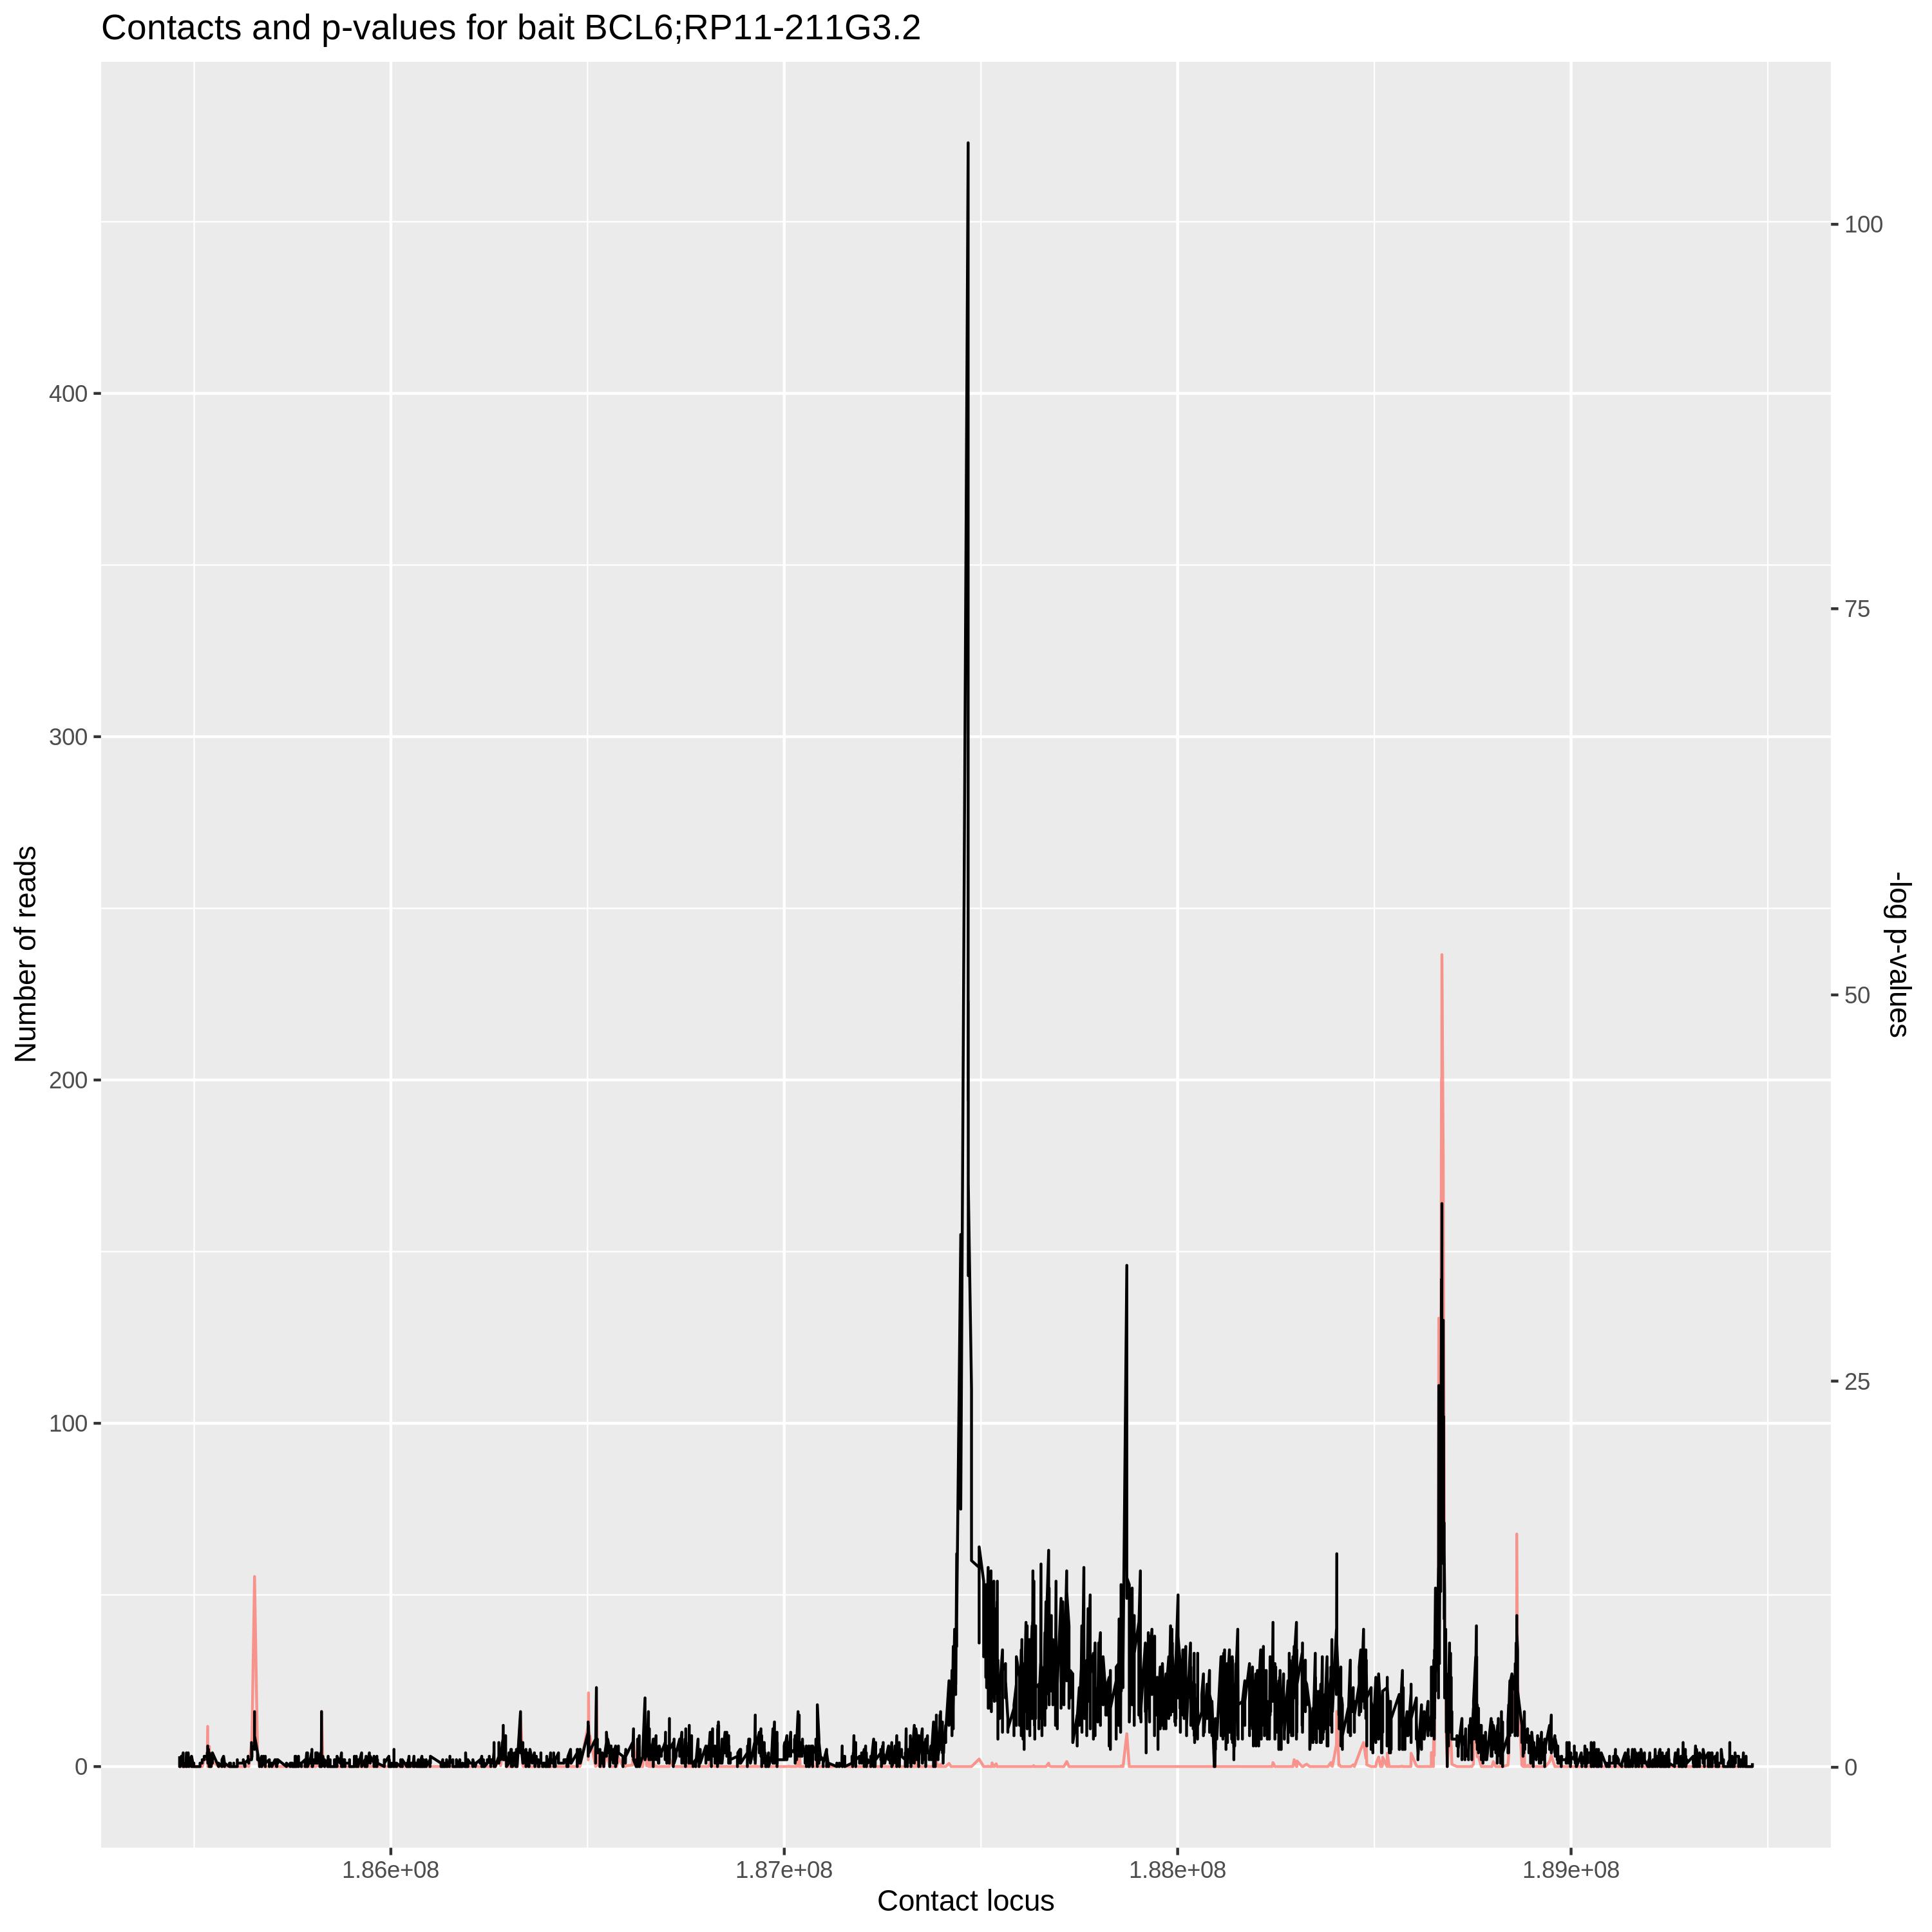 Contacts and p-values for bait BCL6;RP11-211G3.2
Number of reads
400
300
200
100
0
100
75
50
25
0
-log p-values
1.86e+08
1.87e+08
1.88e+08
1.89e+08
Contact locus